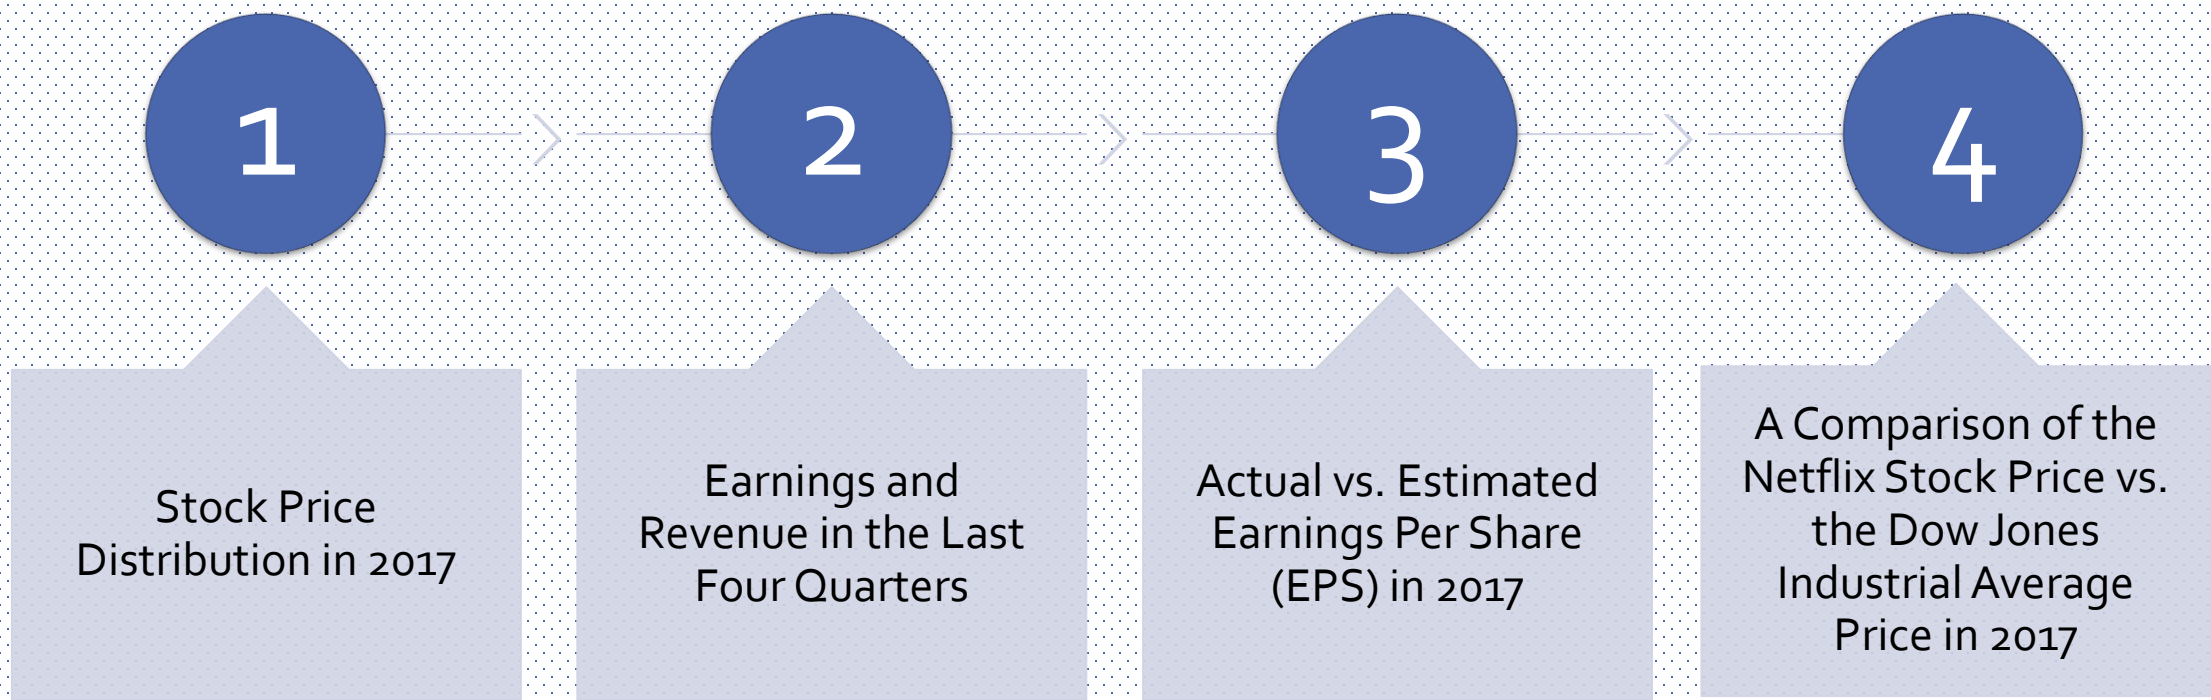 1
2
3
4
Stock Price
Distribution in 2017
Earnings and
Revenue in the Last
Four Quarters
Actual vs. Estimated
Earnings Per Share
(EPS) in 2017
A Comparison of the
Netflix Stock Price vs.
the Dow Jones
Industrial Average
Price in 2017